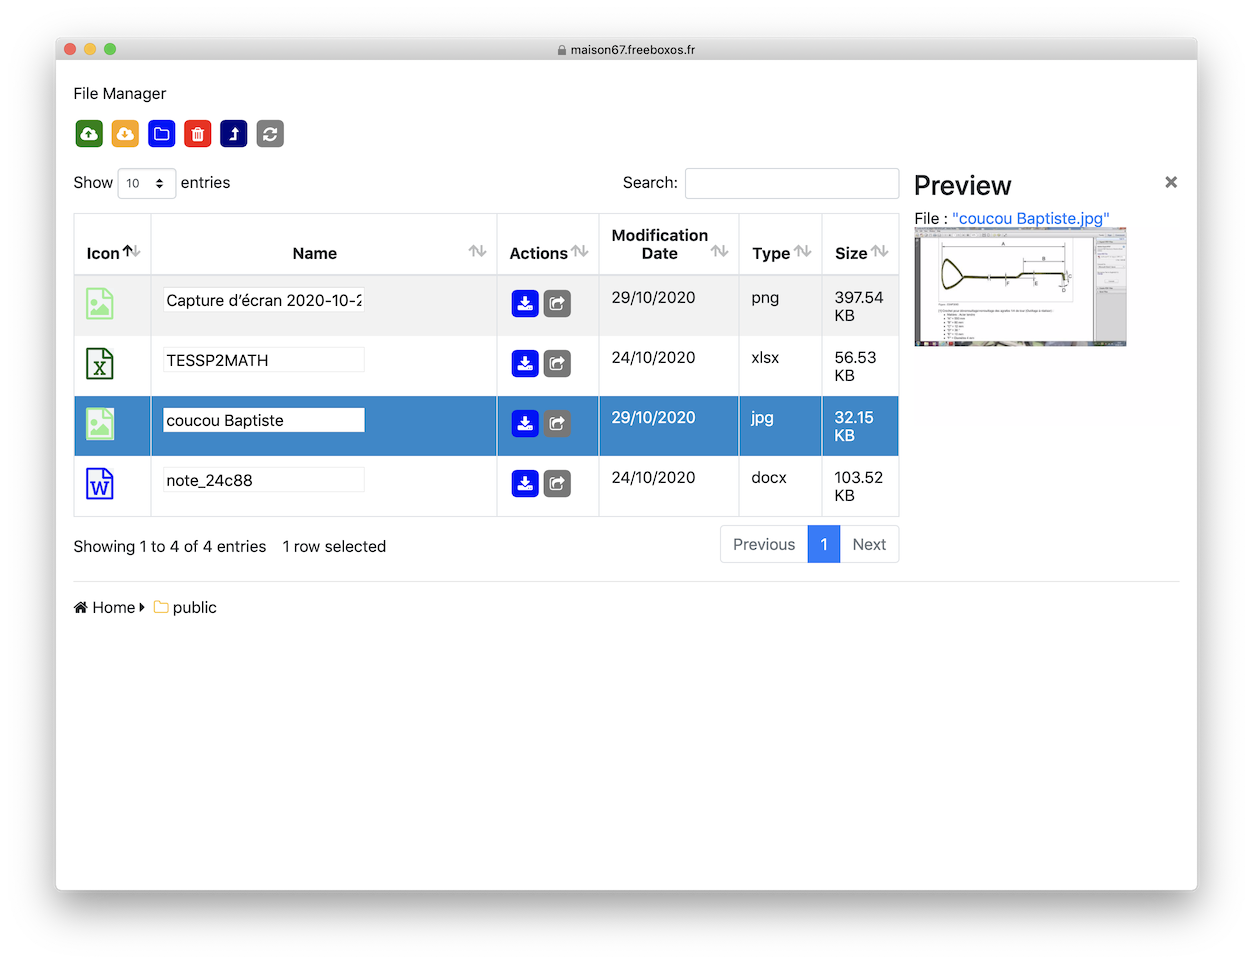 maison67.freeboxos.fr
File Manager
Show 10 entries
Search:
Icon Name Actions Modification Date Type Size
Capture d’écran 2020-10-2 29/10/2020 png 397.54 KB
TESSP2MATH 24/10/2020 xlsx 56.53 KB
coucou Baptiste 29/10/2020 jpg 32.15 KB
note_24c88 24/10/2020 docx 103.52 KB
Showing 1 to 4 of 4 entries 1 row selected
Previous 1 Next
Preview
File : "coucou Baptiste.jpg"
A
B
Home public